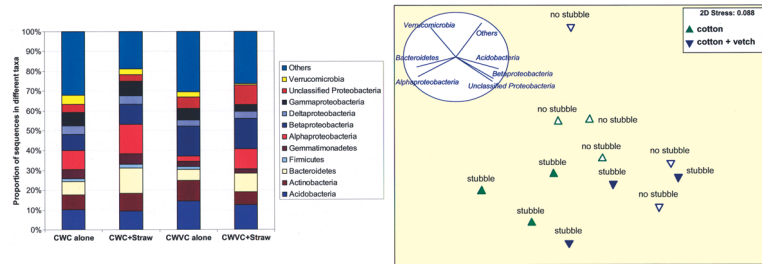 Proportion of sequences in different taxa
100%
90%
80%
70%
60%
50%
40%
30%
20%
10%
0%
CWC alone
CWC+Straw
CWVC alone
CWVC+Straw
Others
Verrucomicrobia
Unclassified Proteobacteria
Gammaproteobacteria
Deltaproteobacteria
Betaproteobacteria
Alphaproteobacteria
Gemmatimonadetes
Firmicutes
Bacteroidetes
Actinobacteria
Acidobacteria
2D Stress: 0.088
cotton
cotton + vetch
Verrucomicrobia
Others
Bacteroidetes
Acidobacteria
Betaproteobacteria
Alphaproteobacteria
Unclassified Proteobacteria
no stubble
no stubble
no stubble
no stubble
no stubble
stubble
stubble
stubble
stubble
no stubble
stubble
stubble